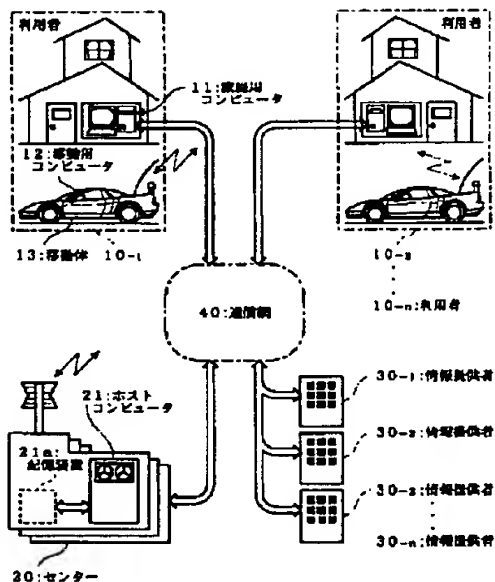 利用者
利用者
11:家庭用
コンピュータ
12:移動用
コンピュータ
13:移動体
10-1
10-2
10-n:利用者
40:通信網
21:ホスト
コンピュータ
21a:
記憶装置
20:センター
30-1:情報提供者
30-2:情報提供者
30-3:情報提供者
30-n:情報提供者